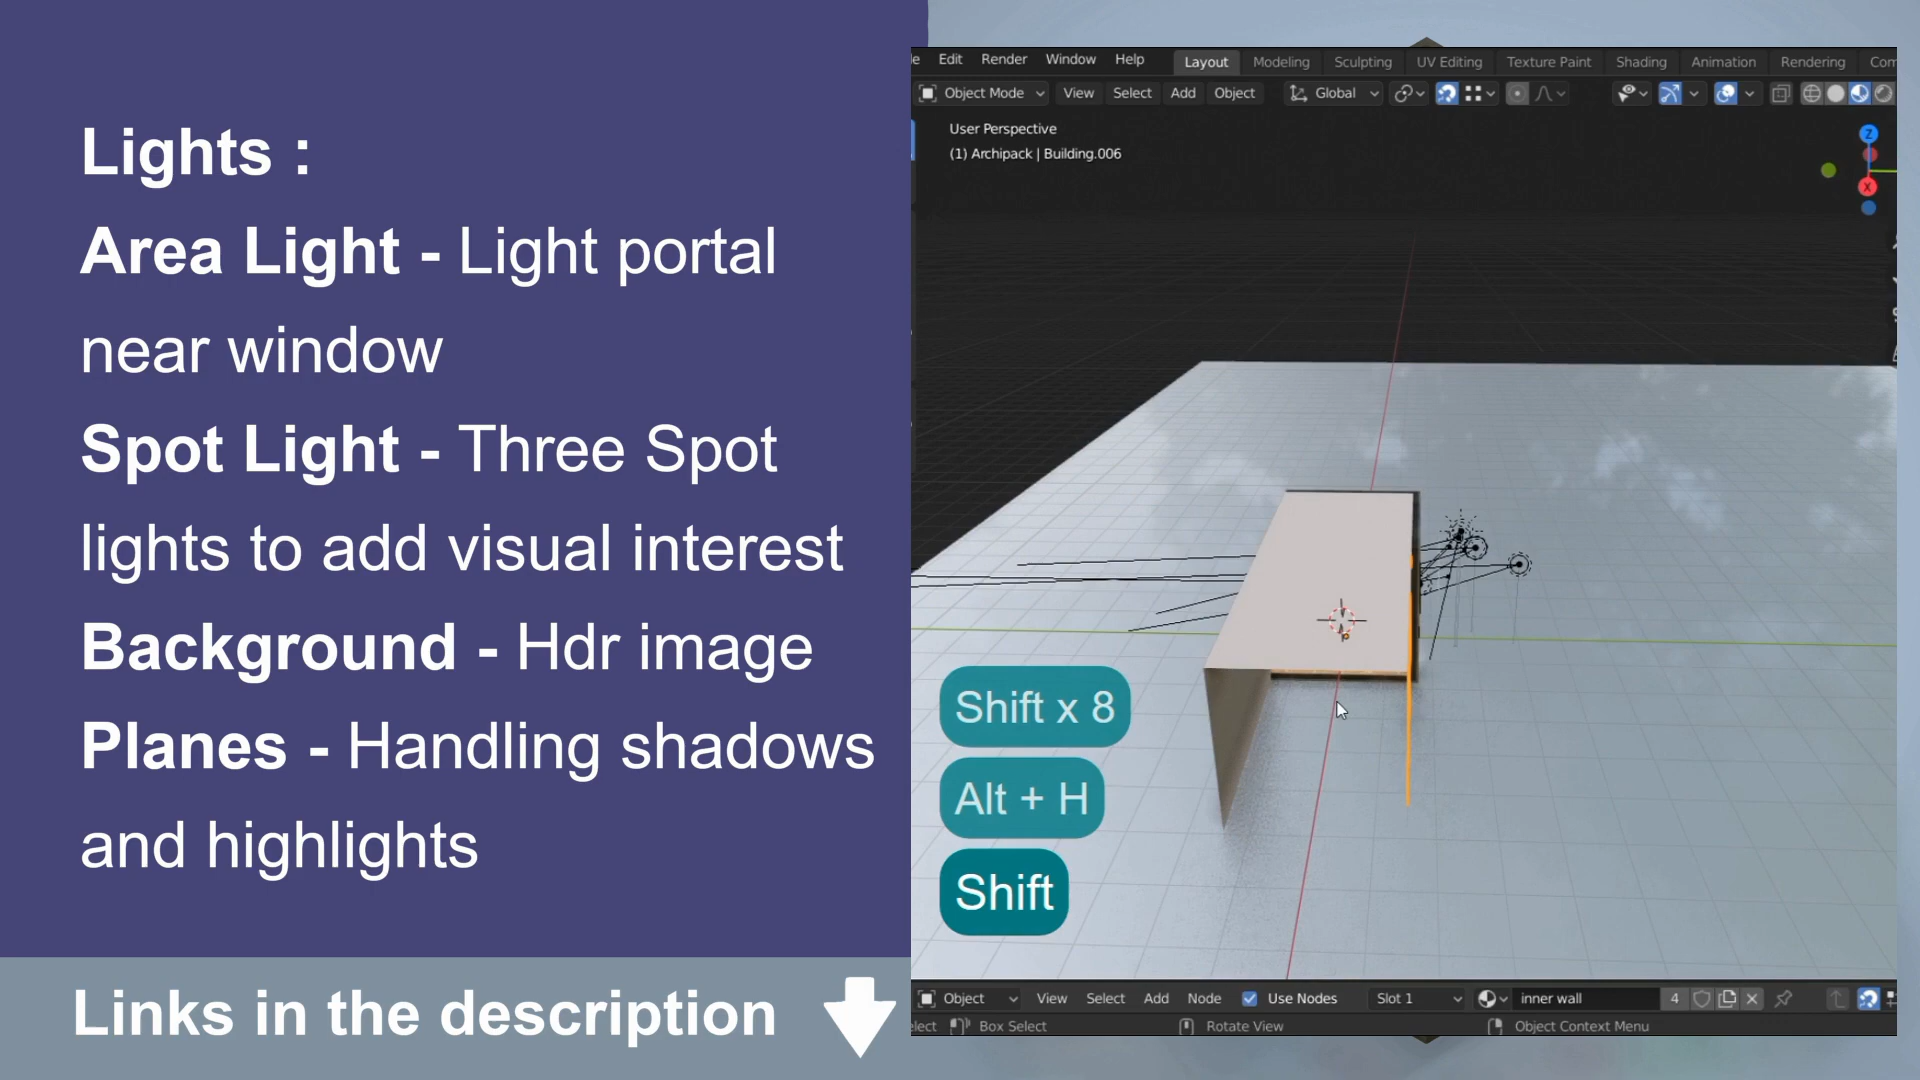 Lights :
Area Light - Light portal
near window
Spot Light - Three Spot
lights to add visual interest
Background - Hdr image
Planes - Handling shadows
and highlights
Links in the description
Edit Render Window Help Layout Modeling Sculpting UV Editing Texture Paint Shading Animation Rendering Com
Object Mode View Select Add Object Global
User Perspective
(1) Archipack | Building.006
Z
X
Shift x 8
Alt + H
Shift
Object View Select Add Node Use Nodes Slot 1 inner wall 4
elect Box Select Rotate View Object Context Menu